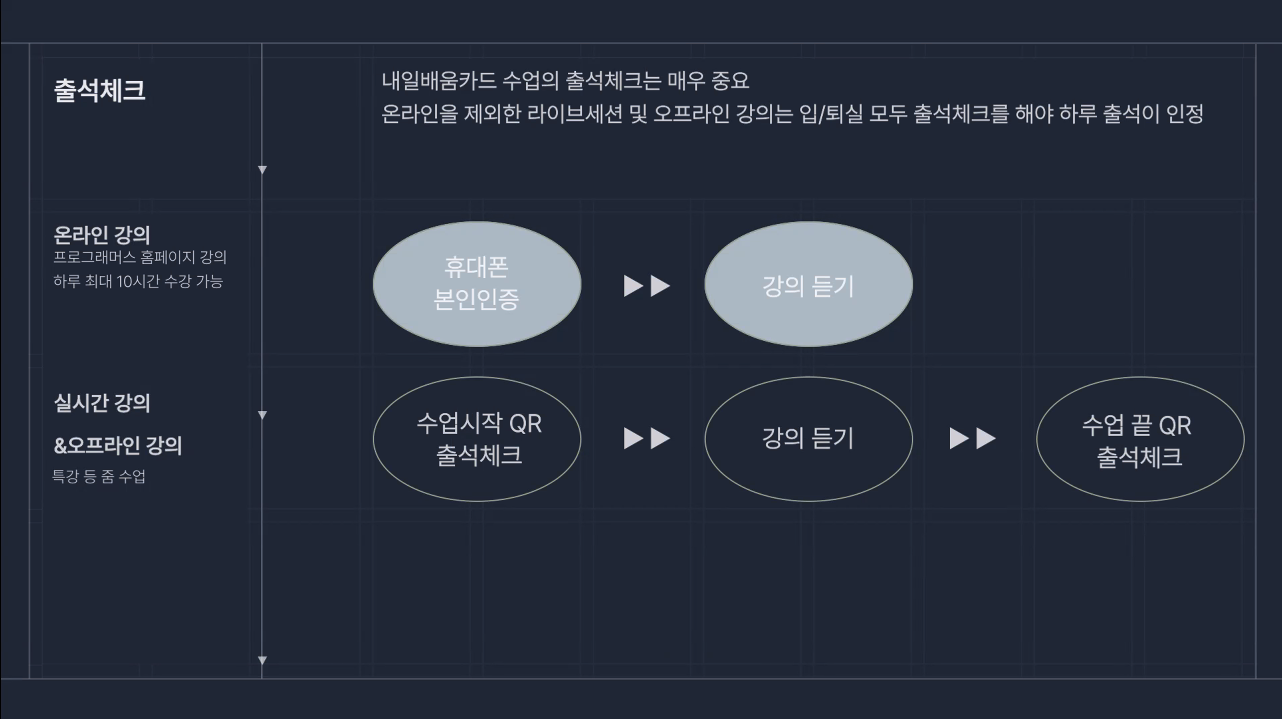 출석체크
내일배움카드 수업의 출석체크는 매우 중요
온라인을 제외한 라이브세션 및 오프라인 강의는 입/퇴실 모두 출석체크를 해야 하루 출석이 인정
온라인 강의
프로그래머스 홈페이지 강의
하루 최대 10시간 수강 가능
휴대폰
본인인증
강의 듣기
실시간 강의
&오프라인 강의
특강 등 줌 수업
수업시작 QR
출석체크
강의 듣기
수업 끝 QR
출석체크